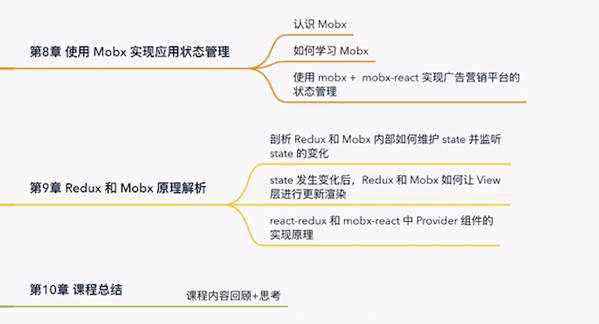 认识 Mobx
第8章 使用 Mobx 实现应用状态管理
如何学习 Mobx
使用 mobx + mobx-react 实现广告营销平台的
状态管理
剖析 Redux 和 Mobx 内部如何维护 state 并监听
state 的变化
第9章 Redux 和 Mobx 原理解析
state 发生变化后，Redux 和 Mobx 如何让 View
层进行更新渲染
react-redux 和 mobx-react 中 Provider 组件的
实现原理
第10章 课程总结
课程内容回顾+思考